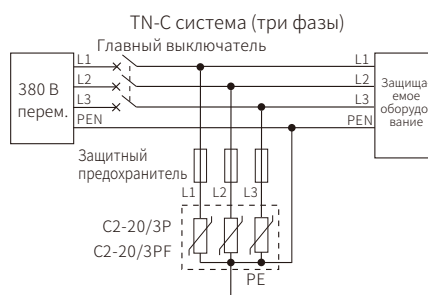 TN-C система (три фазы)
Главный выключатель
L1
L1
L2
L2
380 В
перем.
L3
L3
PEN
PEN
Защища
емое
оборудо
вание
Защитный
предохранитель
L1
L2
L3
C2-20/3P
C2-20/3PF
PE